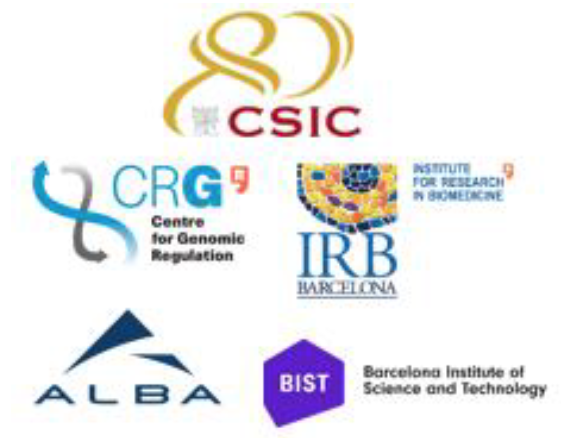 CSIC
CRG
Centre
for Genomic
Regulation
INSTITUTE
FOR RESEARCH
IN BIOMEDICINE
IRB
BARCELONA
ALBA
BIST
Barcelona Institute of
Science and Technology